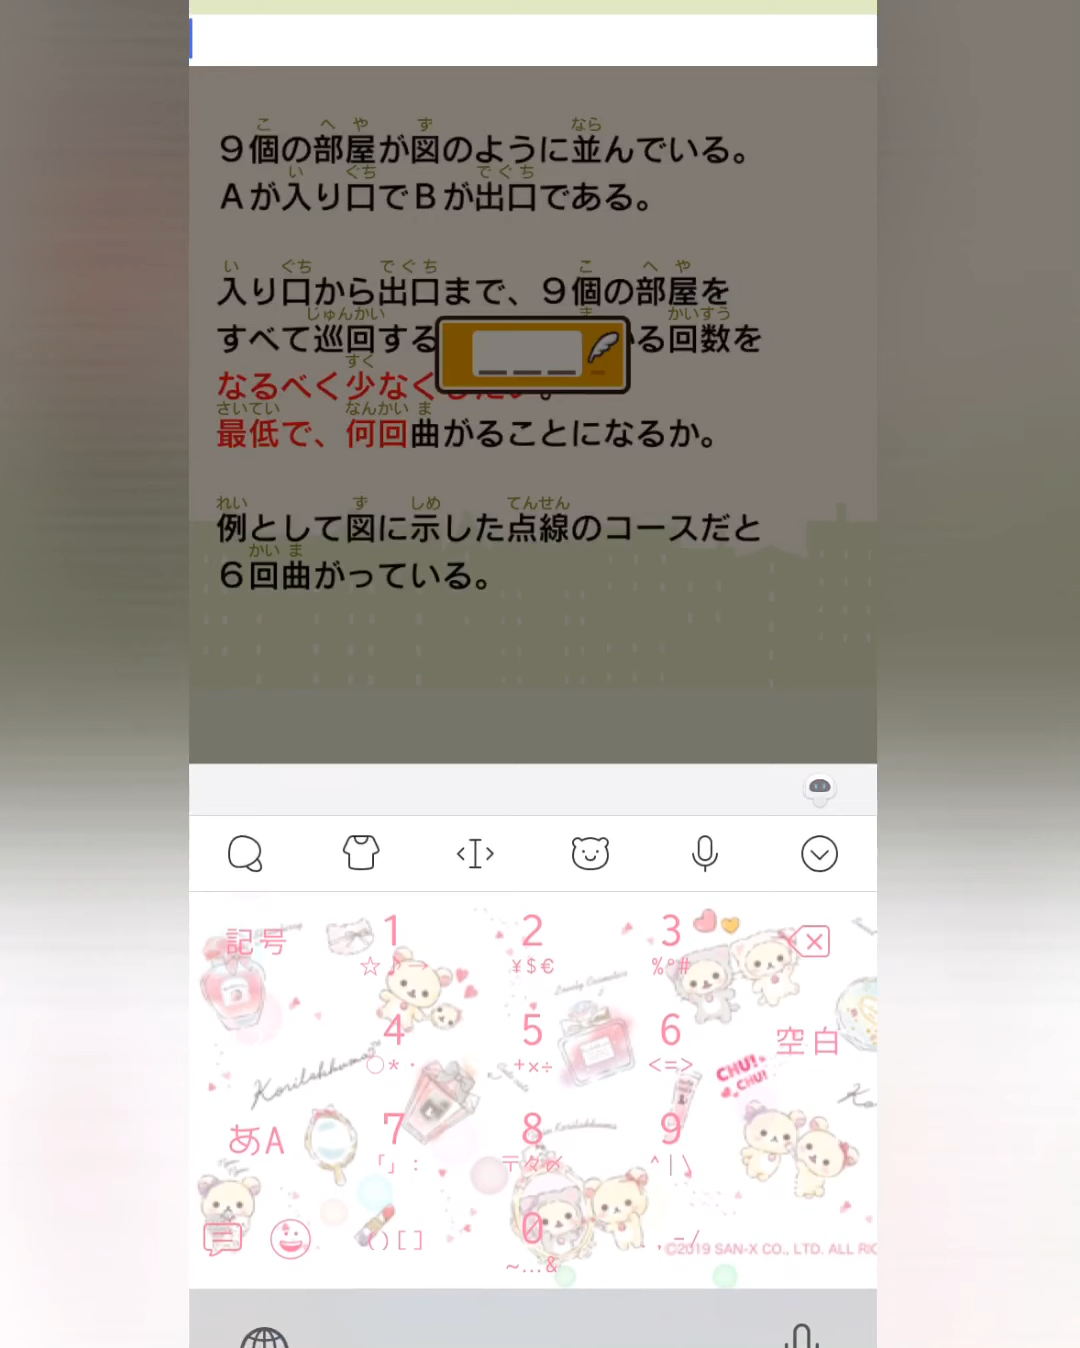 ９個の部屋が図のように並んでいる。
Ａが入り口でＢが出口である。
入り口から出口まで、９個の部屋を
すべて巡回する る回数を
なるべく少なく
最低で、何回曲がることになるか。
例として図に示した点線のコースだと
６回曲がっている。
記号 1 2 3
☆♪→ ¥$€ %°#
4 5 6 空白
○*・ +×÷ <=>
CHU!
CHU!
Korilakkuma
あA 7 8 9
「」: 〒々〆 ^|\
0
()[] ~…& .,-/
©2019 SAN-X CO., LTD. ALL RI